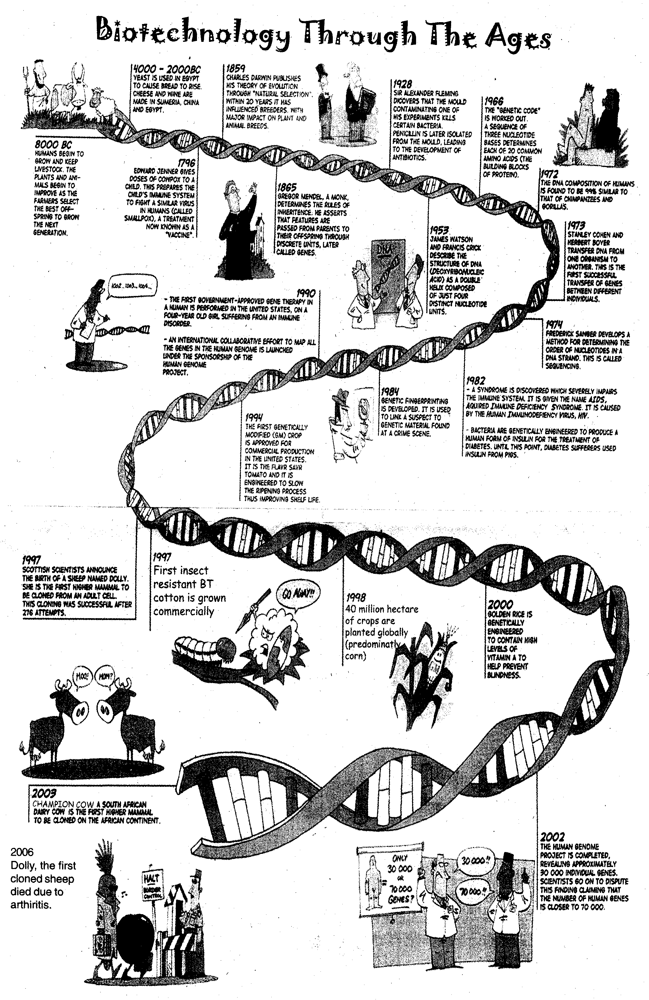 Biotechnology Through The Ages
8000 BC
HUMANS BEGIN TO
GROW AND KEEP
LIVESTOCK. THE
PLANTS AND ANI-
MALS BEGIN TO
IMPROVE AS THE
FARMERS SELECT
THE BEST OFF-
SPRING TO GROW
THE NEXT
GENERATION.
4000 - 2000BC
YEAST IS USED IN EGYPT
TO CAUSE BREAD TO RISE.
CHEESE AND WINE ARE
MADE IN SUMERIA, CHINA
AND EGYPT.
1796
EDWARD JENNER GIVES
DOSES OF COWPOX TO A
CHILD. THIS PREPARES THE
CHILD'S IMMUNE SYSTEM
TO FIGHT A SIMILAR VIRUS
IN HUMANS (CALLED
SMALLPOX), A TREATMENT
NOW KNOWN AS A
"VACCINE".
1859
CHARLES DARWIN PUBLISHES
HIS THEORY OF EVOLUTION
THROUGH "NATURAL SELECTION".
WITHIN 20 YEARS IT HAS
INFLUENCED BREEDERS, WITH
MAJOR IMPACT ON PLANT AND
ANIMAL BREEDS.
1865
GREGOR MENDEL, A MONK,
DETERMINES THE RULES OF
INHERITENCE. HE ASSERTS
THAT FEATURES ARE
PASSED FROM PARENTS TO
THEIR OFFSPRING THROUGH
DISCRETE UNITS, LATER
CALLED GENES.
1928
SIR ALEXANDER FLEMING
DICOVERS THAT THE MOULD
CONTAMINATING ONE OF
HIS EXPERIMENTS KILLS
CERTAIN BACTERIA.
PENICILLIN IS LATER ISOLATED
FROM THE MOULD, LEADING
TO THE DEVELOPMENT OF
ANTIBIOTICS.
1953
JAMES WATSON
AND FRANCIS CRICK
DESCRIBE THE
STRUCTURE OF DNA
(DEOXYRIBONUCLEIC
ACID) AS A DOUBLE
HELIX COMPOSED
OF JUST FOUR
DISTINCT NUCLEOTIDE
UNITS.
DNA
1966
THE "GENETIC CODE"
IS WORKED OUT.
A SEQUENCE OF
THREE NUCLEOTIDE
BASES DETERMINES
EACH OF 20 COMMON
AMINO ACIDS (THE
BUILDING BLOCKS
OF PROTEIN).
1972
THE DNA COMPOSITION OF HUMANS
IS FOUND TO BE 99% SIMILAR TO
THAT OF CHIMPANZEES AND
GORILLAS.
1973
STANLEY COHEN AND
HERBERT BOYER
TRANSFER DNA FROM
ONE ORGANISM TO
ANOTHER. THIS IS THE
FIRST SUCCESSFUL
TRANSFER OF GENES
BETWEEN DIFFERENT
INDIVIDUALS.
1974
FREDERICK SANGER DEVELOPS A
METHOD FOR DETERMINING THE
ORDER OF NUCLEOTIDES IN A
DNA STRAND. THIS IS CALLED
SEQUENCING.
1982
- A SYNDROME IS DISCOVERED WHICH SEVERELY IMPAIRS
THE IMMUNE SYSTEM. IT IS GIVEN THE NAME AIDS,
AQUIRED IMMUNE DEFICIENCY SYNDROME. IT IS CAUSED
BY THE HUMAN IMMUNODEFIENCY VIRUS, HIV.
- BACTERIA ARE GENETICALLY ENGINEERED TO PRODUCE A
HUMAN FORM OF INSULIN FOR THE TREATMENT OF
DIABETES. UNTIL THIS POINT, DIABETES SUFFERERS USED
INSULIN FROM PIGS.
1984
GENETIC FINGERPRINTING
IS DEVELOPED. IT IS USED
TO LINK A SUSPECT TO
GENETIC MATERIAL FOUND
AT A CRIME SCENE.
1002...1003...1004...
1990
- THE FIRST GOVERNMENT-APPROVED GENE THERAPY IN
A HUMAN IS PERFORMED IN THE UNITED STATES, ON A
FOUR-YEAR OLD GIRL SUFFERING FROM AN IMMUNE
DISORDER.
- AN INTERNATIONAL COLLABORATIVE EFFORT TO MAP ALL
THE GENES IN THE HUMAN GENOME IS LAUNCHED
UNDER THE SPONSORSHIP OF THE
HUMAN GENOME
PROJECT.
1994
THE FIRST GENETICALLY
MODIFIED (GM) CROP
IS APPROVED FOR
COMMERCIAL PRODUCTION
IN THE UNITED STATES.
IT IS THE FLAVR SAVR
TOMATO AND IT IS
ENGINEERED TO SLOW
THE RIPENING PROCESS
THUS IMPROVING SHELF LIFE.
1997
SCOTTISH SCIENTISTS ANNOUNCE
THE BIRTH OF A SHEEP NAMED DOLLY.
SHE IS THE FIRST HIGHER MAMMAL TO
BE CLONED FROM AN ADULT CELL.
THIS CLONING WAS SUCCESSFUL AFTER
276 ATTEMPTS.
1997
First insect
resistant BT
cotton is grown
commercially
GO AWAY!!
1998
40 million hectare
of crops are
planted globally
(predominatly
corn)
2000
GOLDEN RICE IS
GENETICALLY
ENGINEERED
TO CONTAIN HIGH
LEVELS OF
VITAMIN A TO
HELP PREVENT
BLINDNESS.
MOO!
MOM?
2003
CHAMPION COW A SOUTH AFRICAN
DAIRY COW IS THE FIRST HIGHER MAMMAL
TO BE CLONED ON THE AFRICAN CONTINENT.
2002
THE HUMAN GENOME
PROJECT IS COMPLETED,
REVEALING APPROXIMATELY
30 000 INDIVIDUAL GENES.
SCIENTISTS GO ON TO DISPUTE
THIS FINDING CLAIMING THAT
THE NUMBER OF HUMAN GENES
IS CLOSER TO 70 000.
ONLY
30 000
OR
70 000
GENES?
=
30 000!!
70 000!!
2006
Dolly, the first
cloned sheep
died due to
arthiritis.
HALT
BORDER
CONTROL